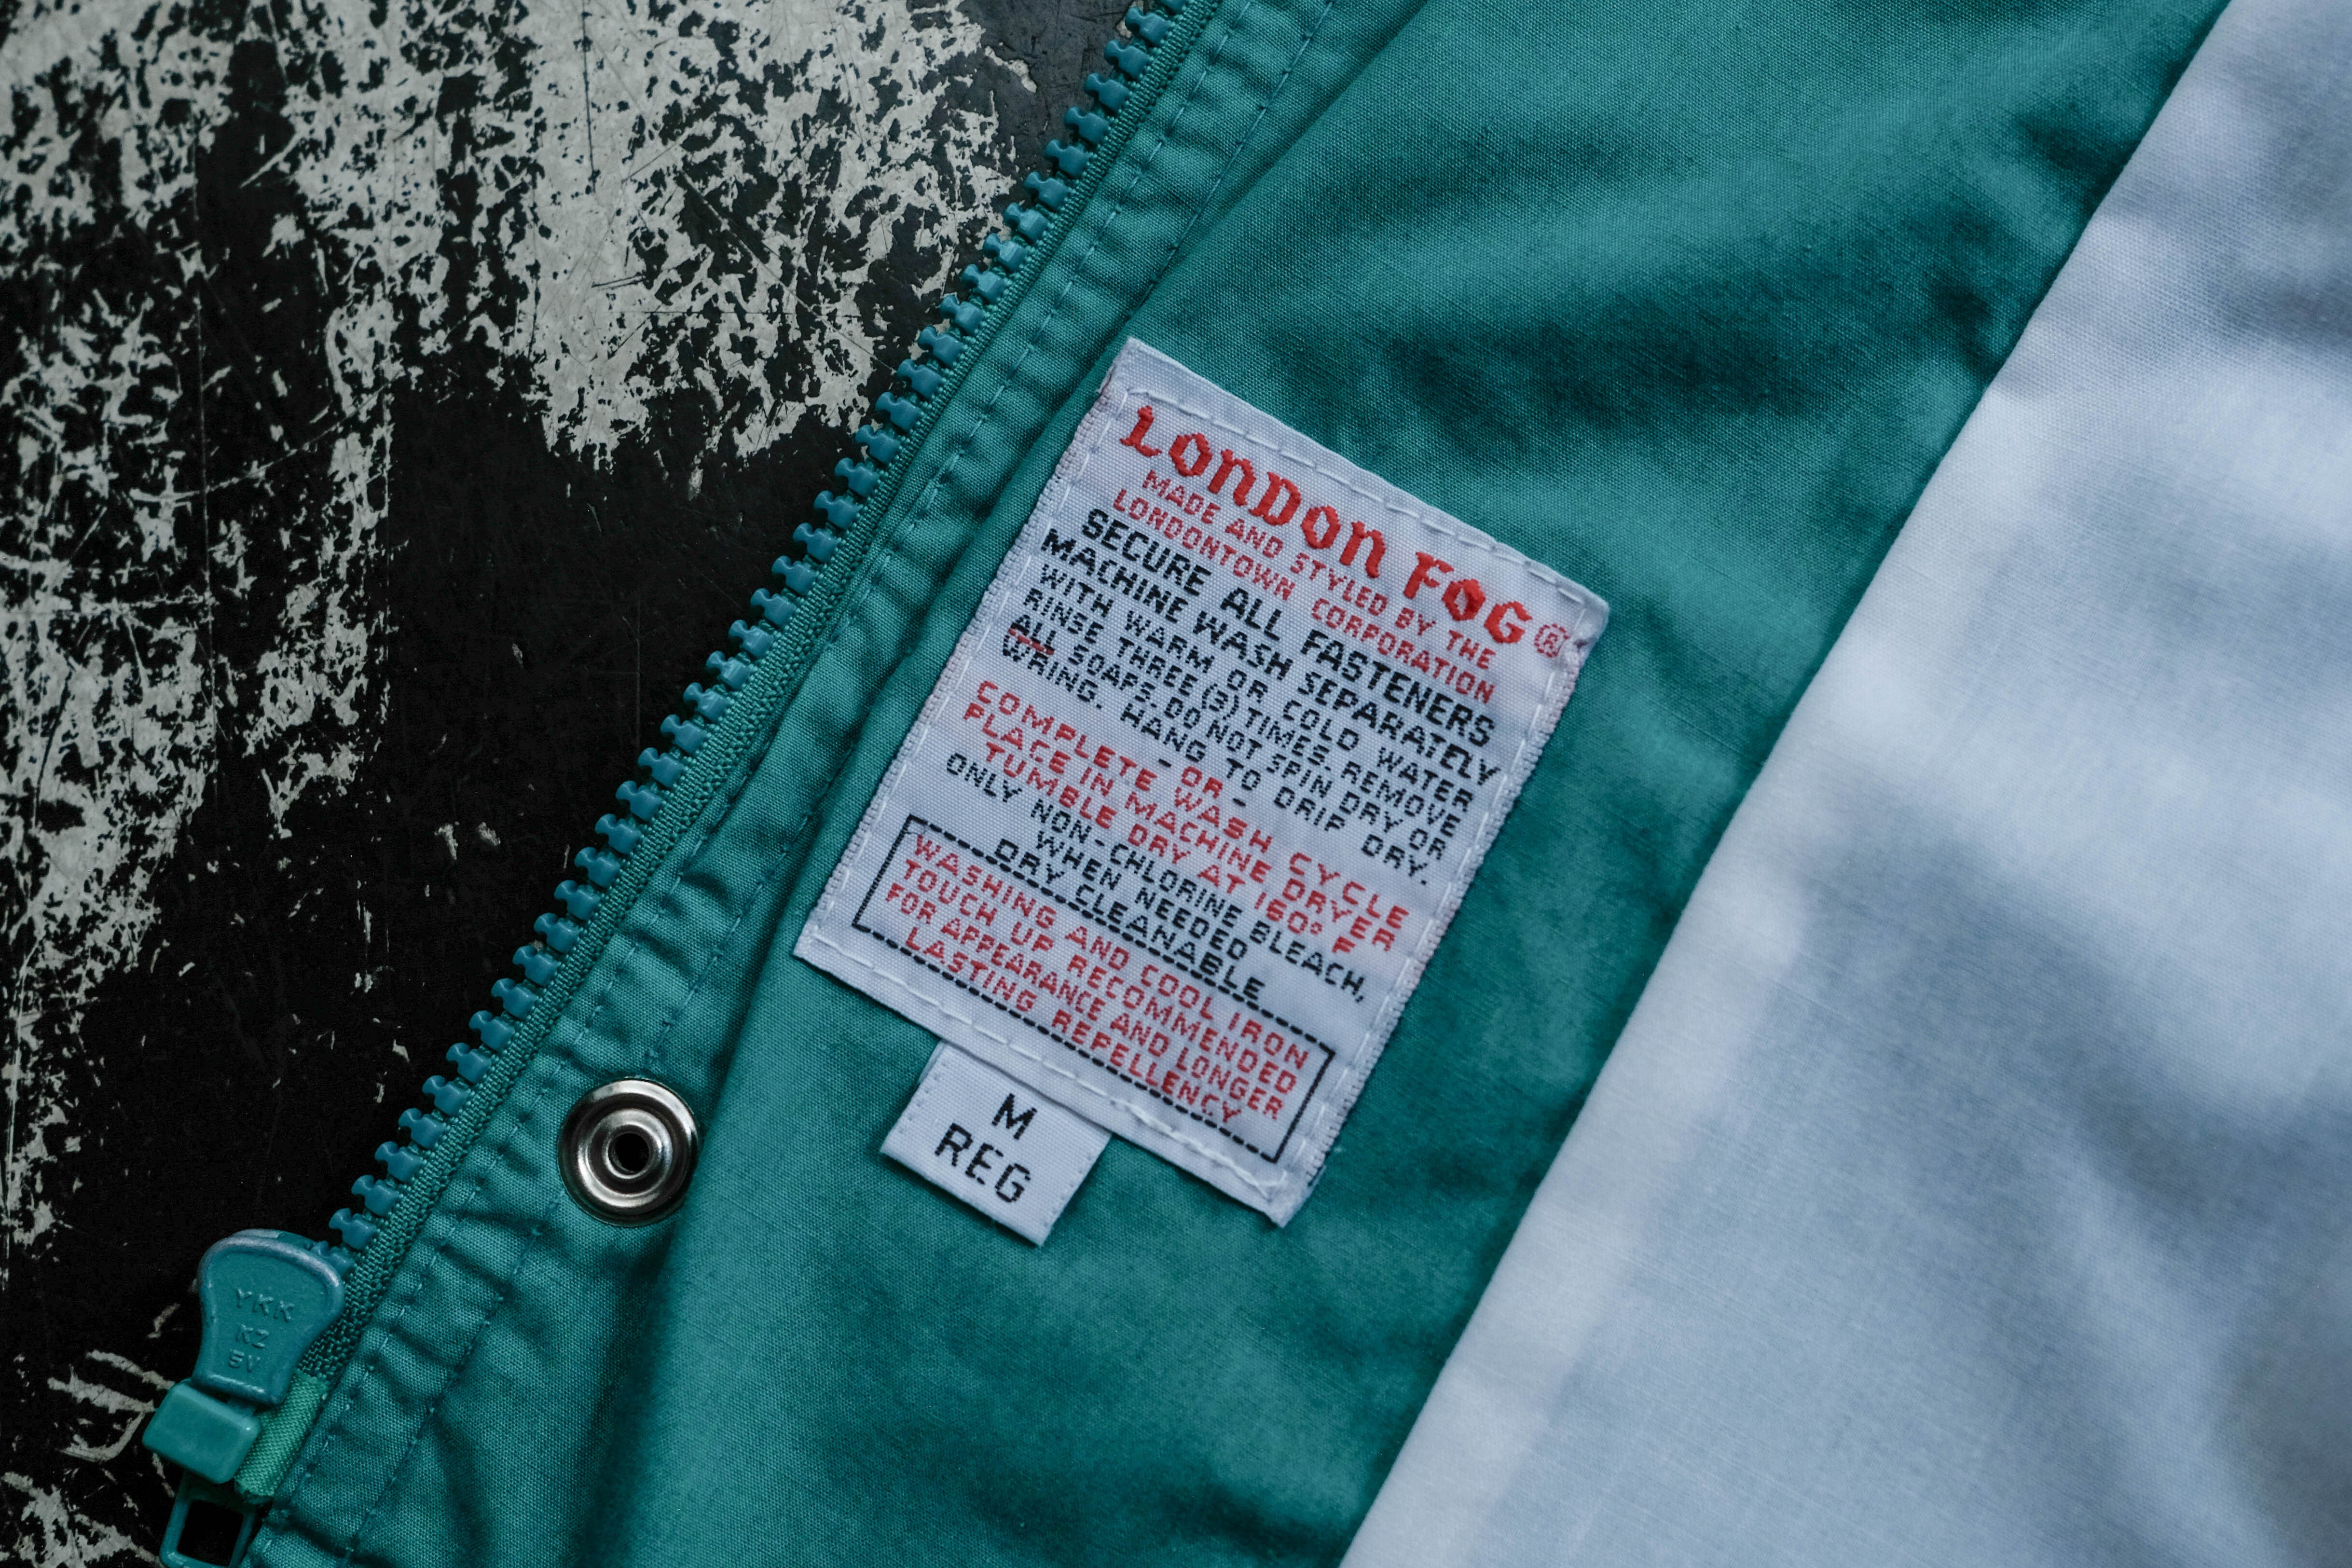 LONDON FOG®
MADE AND STYLED BY THE
LONDONTOWN CORPORATION
SECURE ALL FASTENERS
MACHINE WASH SEPARATELY
WITH WARM OR COLD WATER
RINSE THREE (3) TIMES. REMOVE
ALL SOAPS. DO NOT SPIN DRY OR
WRING. HANG TO DRIP DRY.
-OR-
COMPLETE WASH CYCLE
PLACE IN MACHINE DRYER
TUMBLE DRY AT 160° F
ONLY NON-CHLORINE BLEACH,
WHEN NEEDED
DRY CLEANABLE
WASHING AND COOL IRON
TOUCH UP RECOMMENDED
FOR APPEARANCE AND LONGER
LASTING REPELLENCY
M
REG
YKK
KZ
5V